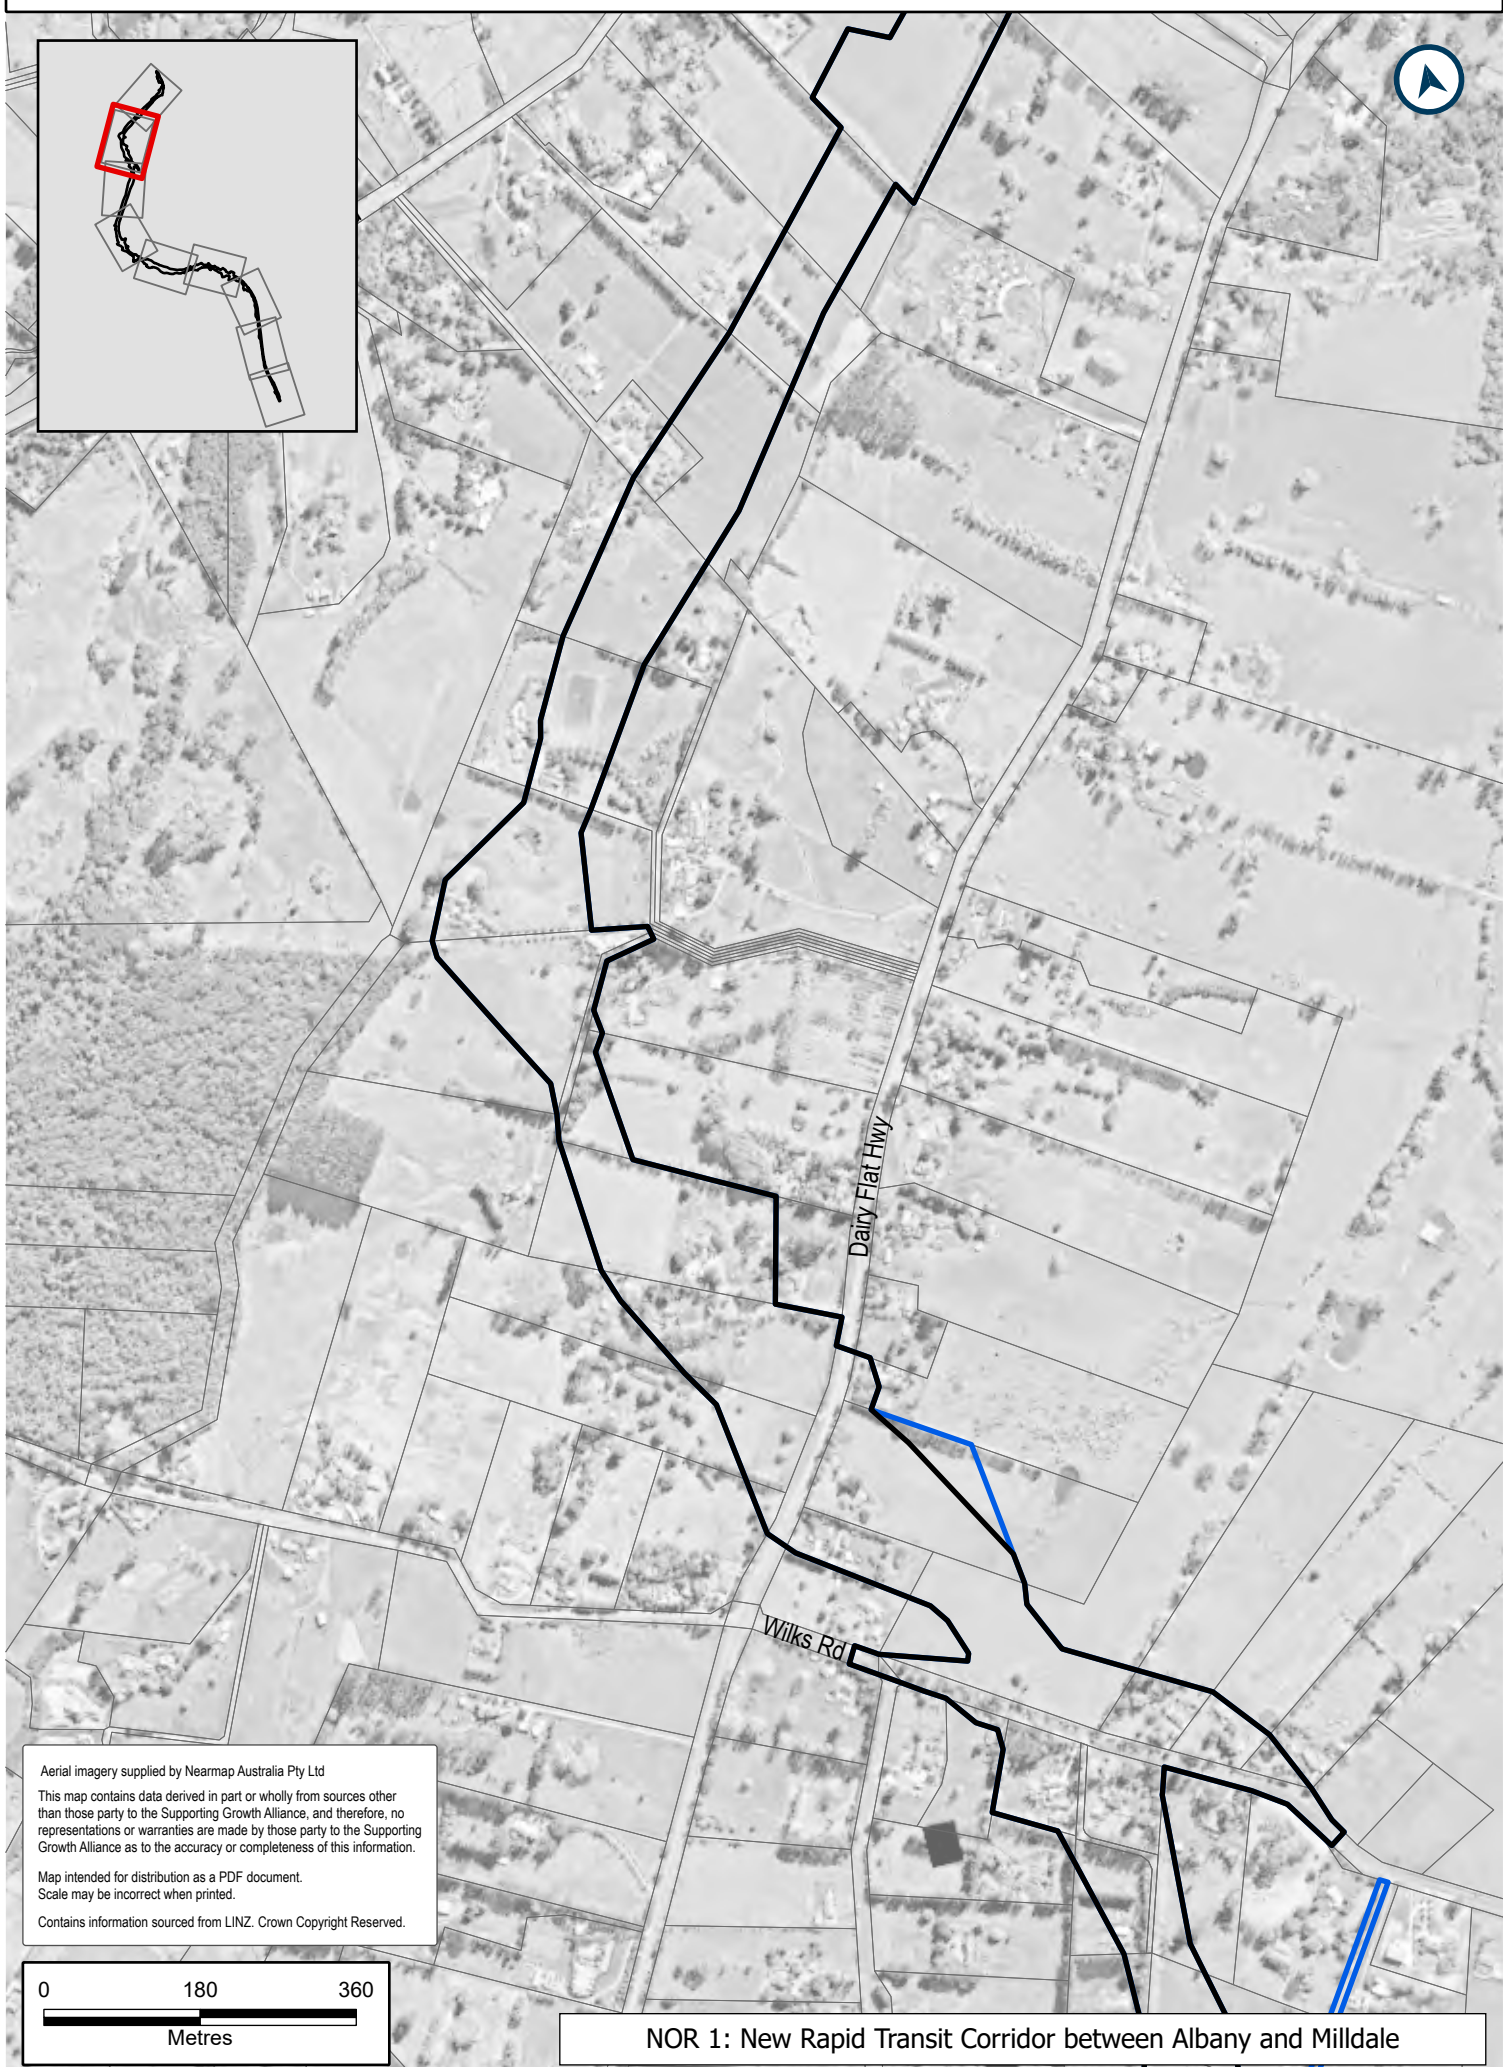 Dairy Flat Hwy
Wilks Rd
Aerial imagery supplied by Nearmap Australia Pty Ltd
This map contains data derived in part or wholly from sources other
than those party to the Supporting Growth Alliance, and therefore, no
representations or warranties are made by those party to the Supporting
Growth Alliance as to the accuracy or completeness of this information.
Map intended for distribution as a PDF document.
Scale may be incorrect when printed.
Contains information sourced from LINZ. Crown Copyright Reserved.
0 180 360
Metres
NOR 1: New Rapid Transit Corridor between Albany and Milldale